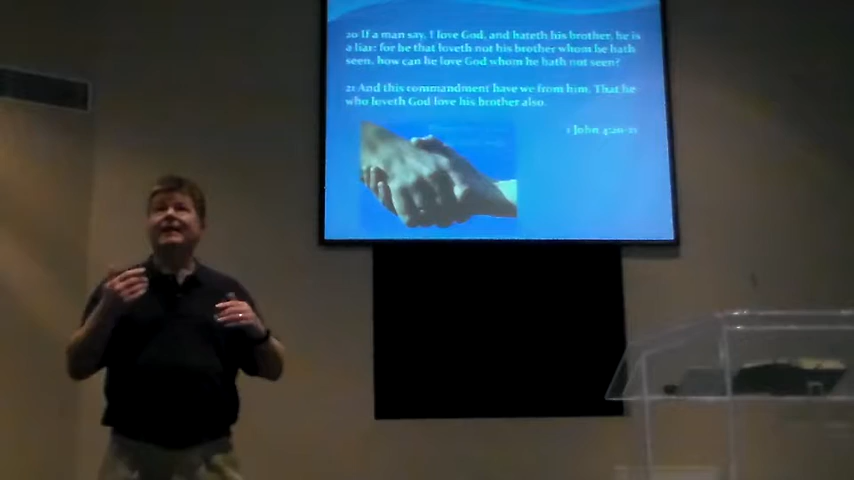 20 If a man say, I love God, and hateth his brother, he is
a liar: for he that loveth not his brother whom he hath
seen, how can he love God whom he hath not seen?
21 And this commandment have we from him, That he
who loveth God love his brother also.
1 John 4:20-21